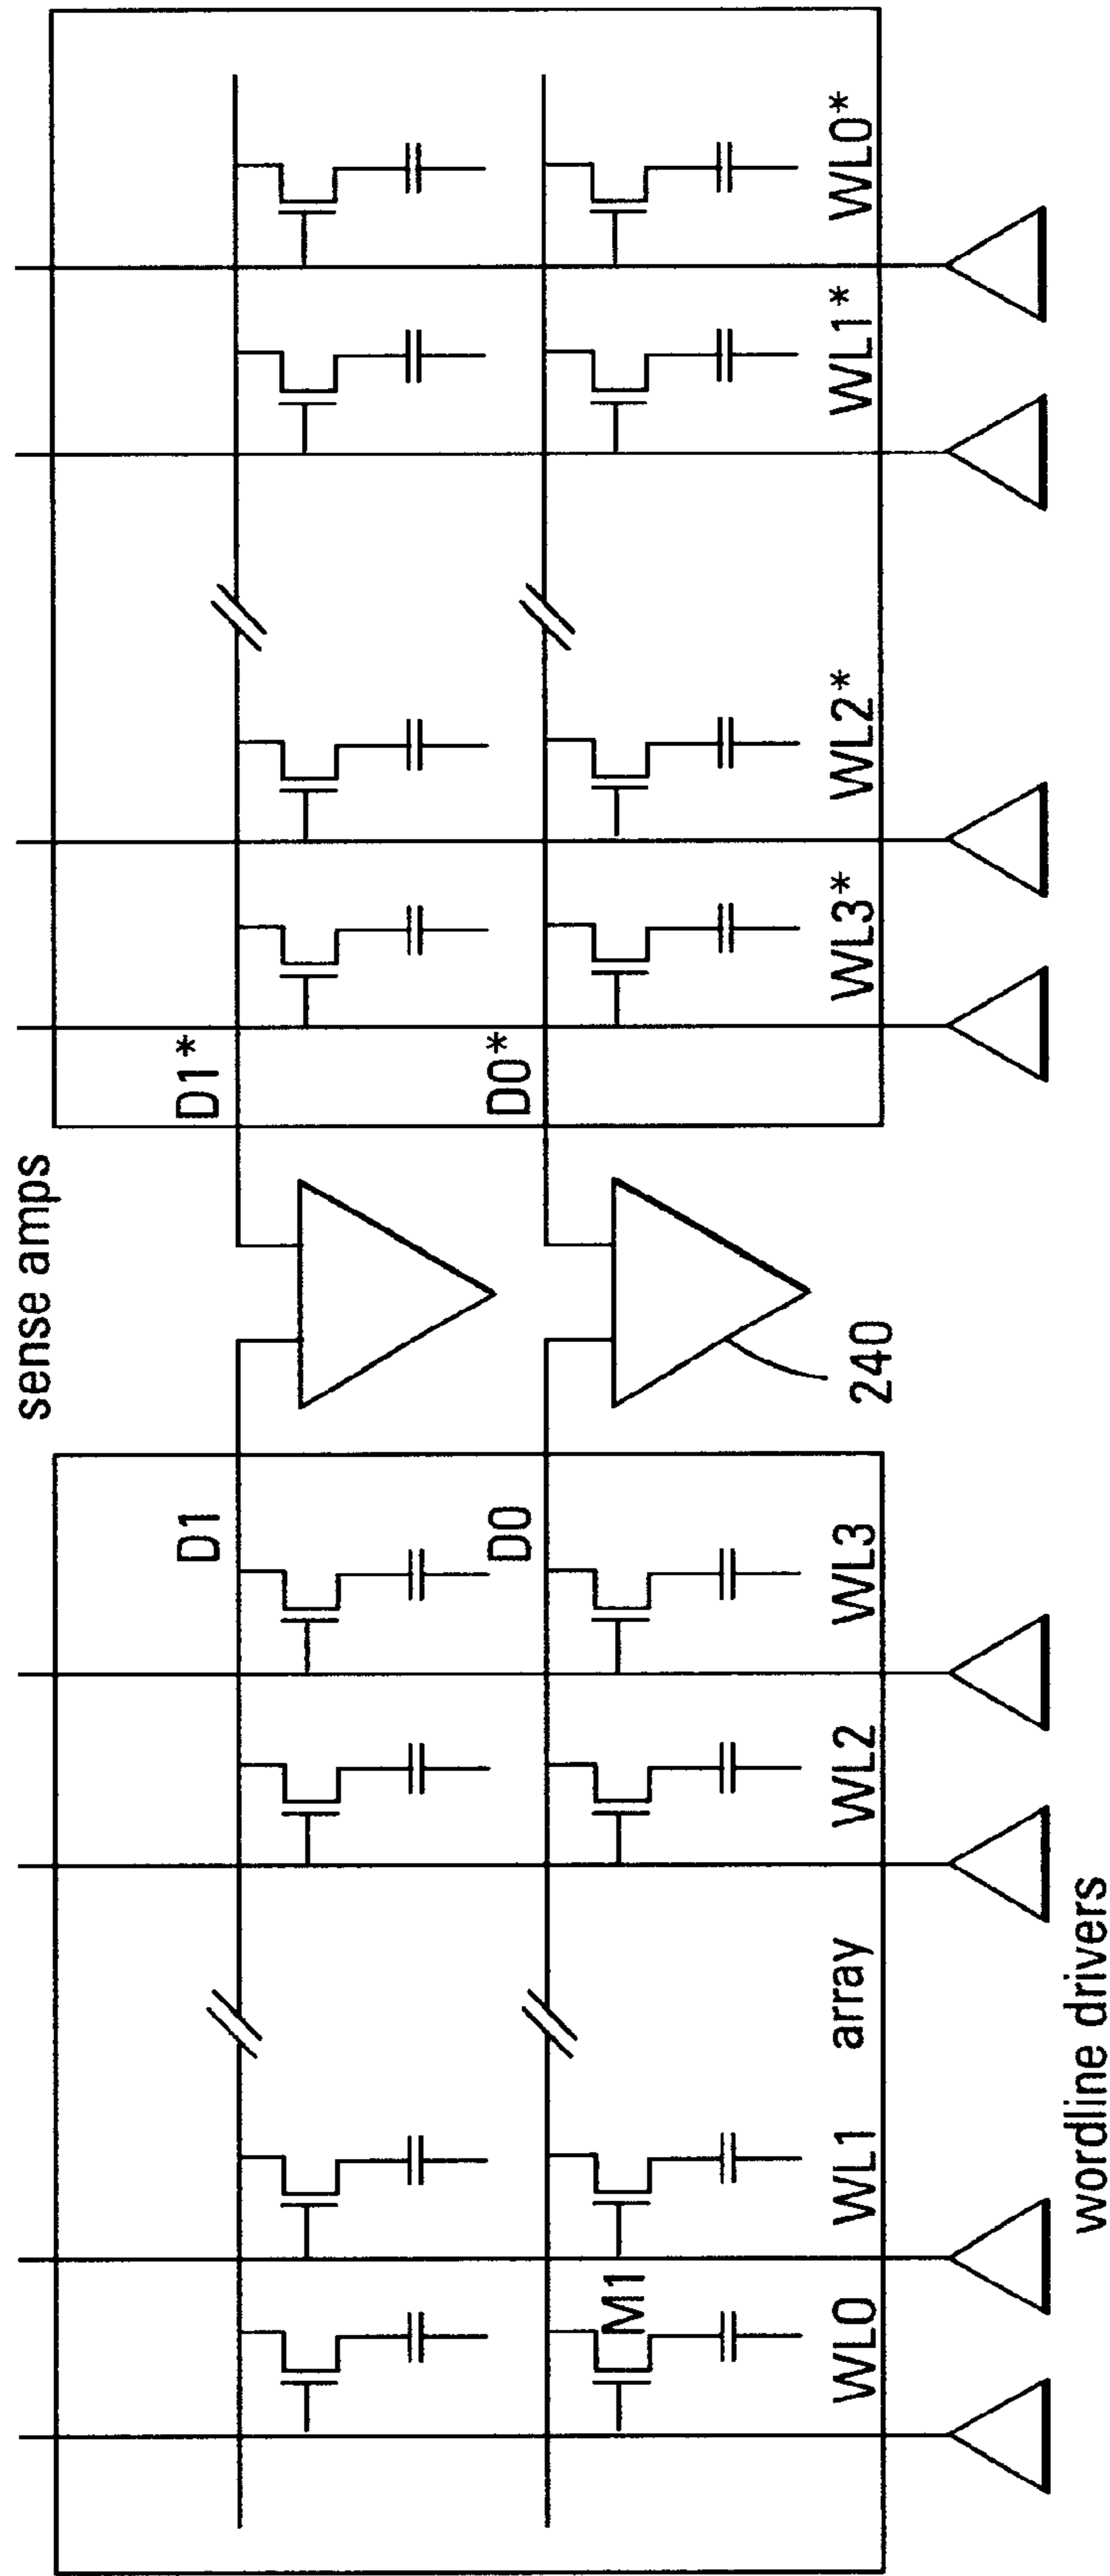 sense amps
D1
D1*
D0
D0*
M1
240
WL0
WL1
array
WL2
WL3
WL3*
WL2*
WL1*
WL0*
wordline drivers